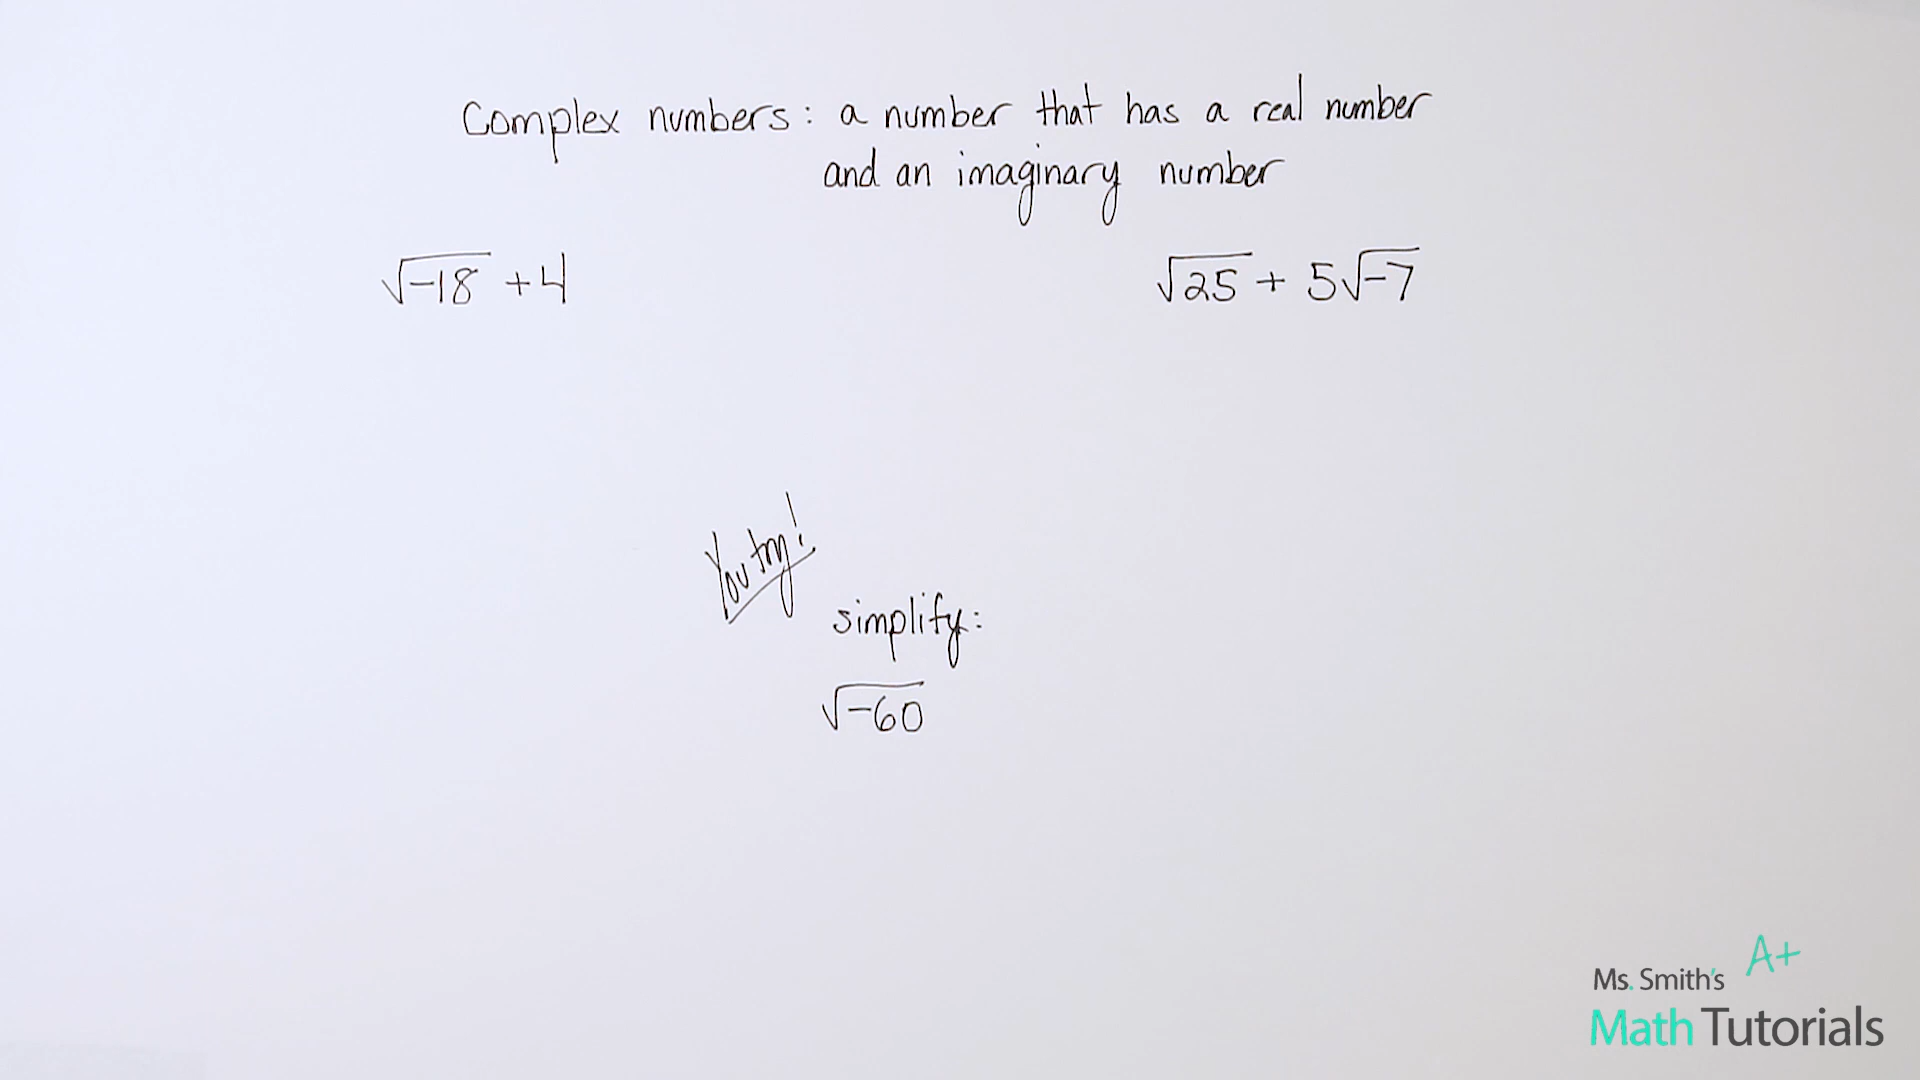 Complex numbers: a number that has a real number
and an imaginary number
√-18 + 4
√25 + 5√-7
You try!
simplify:
√-60
A+
Ms. Smith's
Math Tutorials